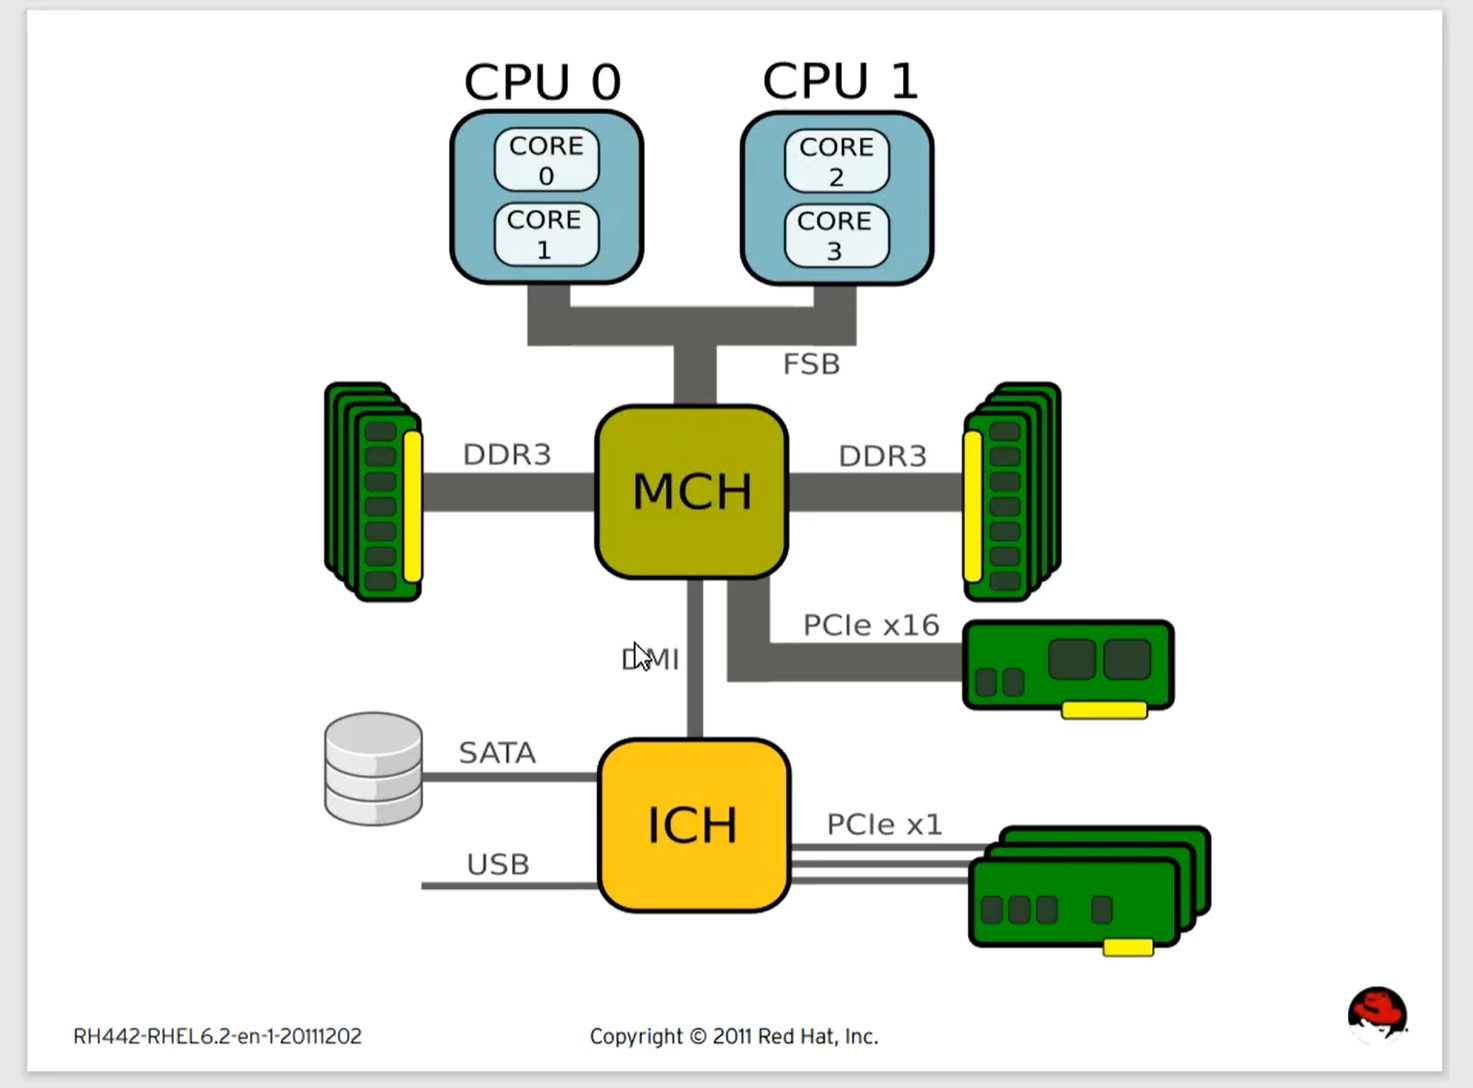 CPU 0
CPU 1
CORE
0
CORE
1
CORE
2
CORE
3
FSB
DDR3
MCH
DDR3
PCIe x16
DMI
SATA
ICH
PCIe x1
USB
RH442-RHEL6.2-en-1-20111202
Copyright © 2011 Red Hat, Inc.